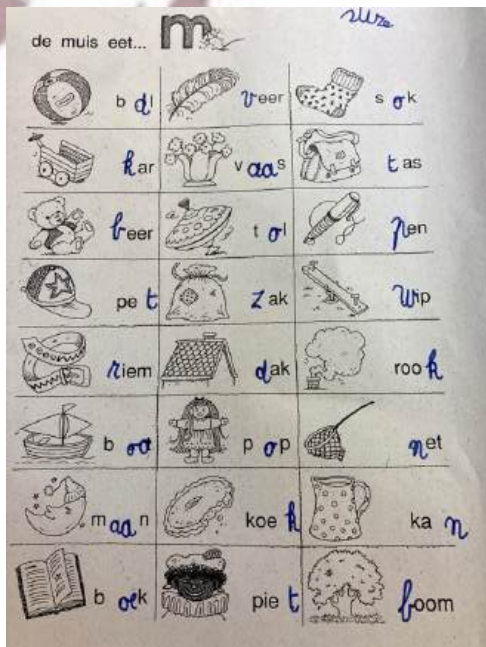 de muis eet... m
bal veer sok
kar vaas tas
beer tol pen
pet zak wip
riem dak rook
boot pop net
maan koek kan
boek piet boom